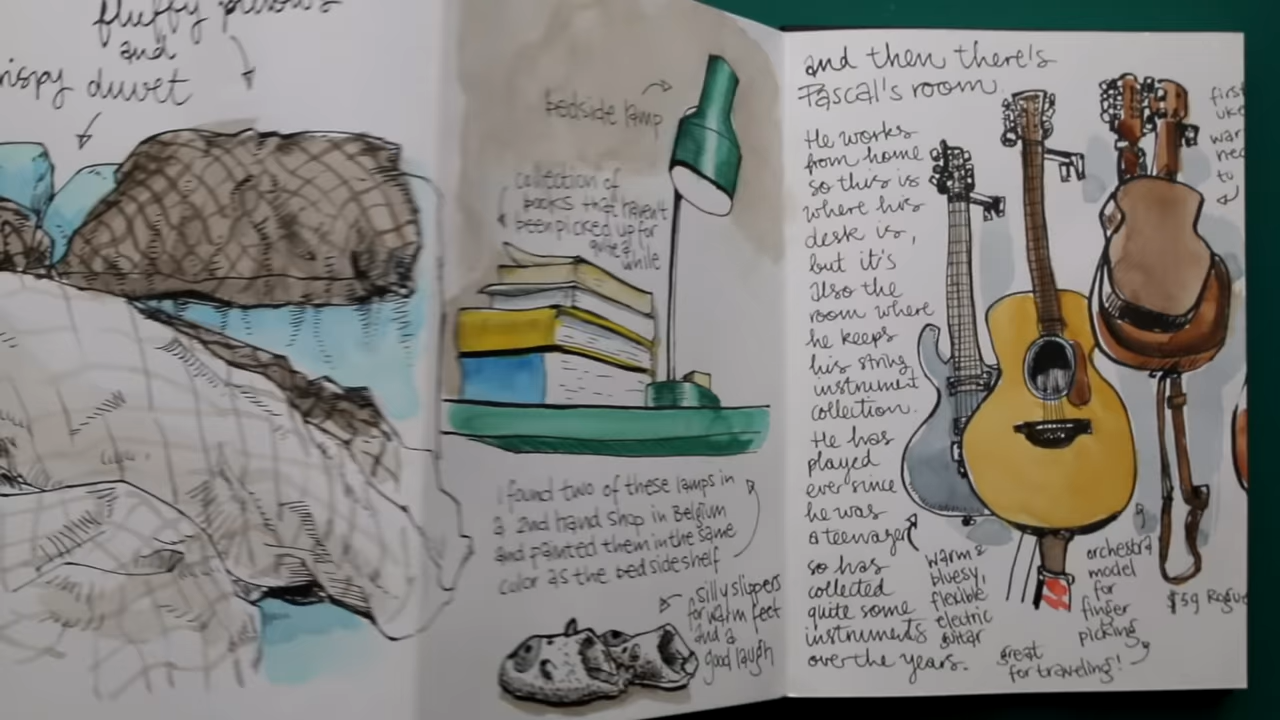 fluffy pillows
and
crispy duvet
bedside lamp
collection of
books that haven't
been picked up for
quite a
while
I found two of these lamps in
a 2nd hand shop in Belgium
and painted them in the same
color as the bedside shelf
silly slippers
for warm feet
and a
good laugh
and then there's
Pascal's room.
He works
from home
so this is
where his
desk is,
but it's
also the
room where
he keeps
his string
instrument
collection.
He has
played
ever since
he was
a teenager
so has
collected
quite some
instruments
over the years.
warm &
bluesy,
flexible
electric
guitar
great
for traveling!
orchestra
model
for
finger
picking
$59 Rogue
first
uke